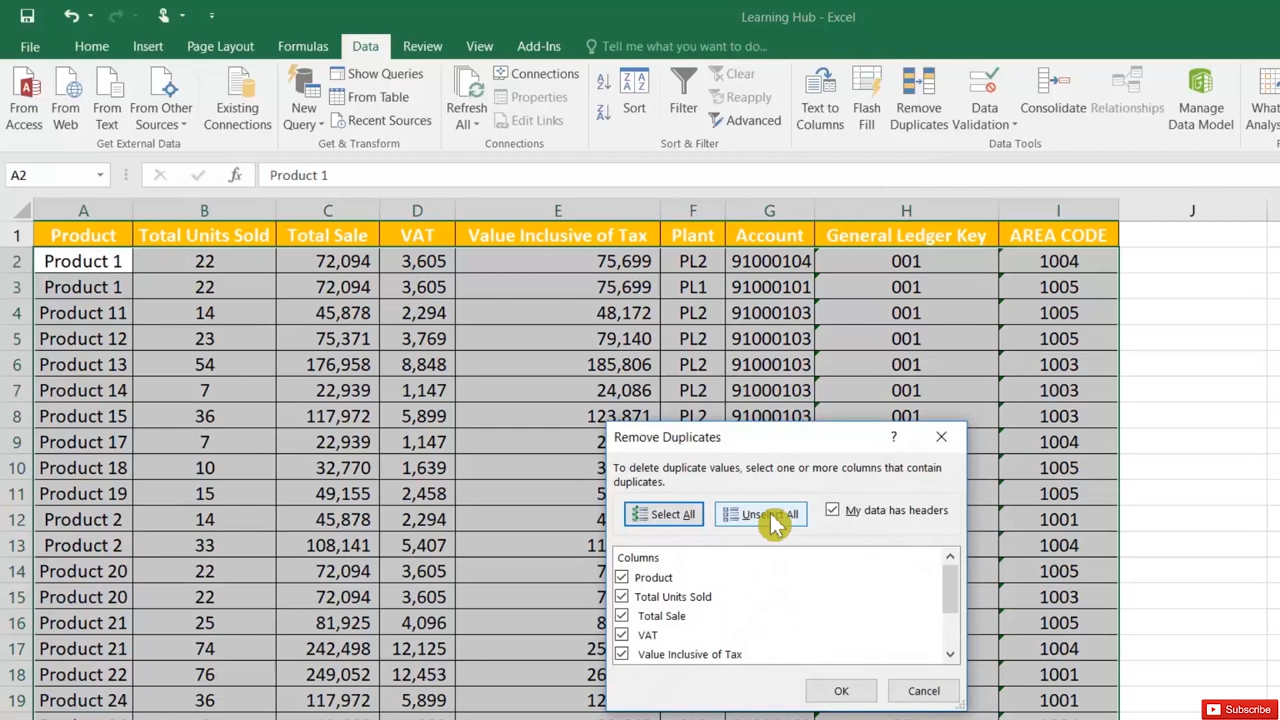 Learning Hub - Excel
File Home Insert Page Layout Formulas Data Review View Add-Ins Tell me what you want to do...
From Access
From Web
From Text
From Other Sources
Existing Connections
Get External Data
New Query
Show Queries
From Table
Recent Sources
Get & Transform
Refresh All
Connections
Properties
Edit Links
Connections
Sort
Filter
Clear
Reapply
Advanced
Sort & Filter
Text to Columns
Flash Fill
Remove Duplicates
Data Validation
Consolidate
Relationships
Manage Data Model
Data Tools
A2 fx Product 1
A B C D E F G H I J
1 Product Total Units Sold Total Sale VAT Value Inclusive of Tax Plant Account General Ledger Key AREA CODE
2 Product 1 22 72,094 3,605 75,699 PL2 91000104 001 1004
3 Product 1 22 72,094 3,605 75,699 PL1 91000101 001 1005
4 Product 11 14 45,878 2,294 48,172 PL2 91000103 001 1005
5 Product 12 23 75,371 3,769 79,140 PL2 91000103 001 1005
6 Product 13 54 176,958 8,848 185,806 PL2 91000103 001 1003
7 Product 14 7 22,939 1,147 24,086 PL2 91000103 001 1003
8 Product 15 36 117,972 5,899 123,871 PL2 91000103 001 1003
9 Product 17 7 22,939 1,147 1004
10 Product 18 10 32,770 1,639 1005
11 Product 19 15 49,155 2,458 1005
12 Product 2 14 45,878 2,294 1001
13 Product 2 33 108,141 5,407 1004
14 Product 20 22 72,094 3,605 1005
15 Product 20 22 72,094 3,605 1003
16 Product 21 25 81,925 4,096 1003
17 Product 21 74 242,498 12,125 1004
18 Product 22 76 249,052 12,453 1001
19 Product 24 36 117,972 5,899 1001
Remove Duplicates ?
To delete duplicate values, select one or more columns that contain
duplicates.
Select All Unselect All My data has headers
Columns
Product
Total Units Sold
Total Sale
VAT
Value Inclusive of Tax
OK Cancel
Subscribe